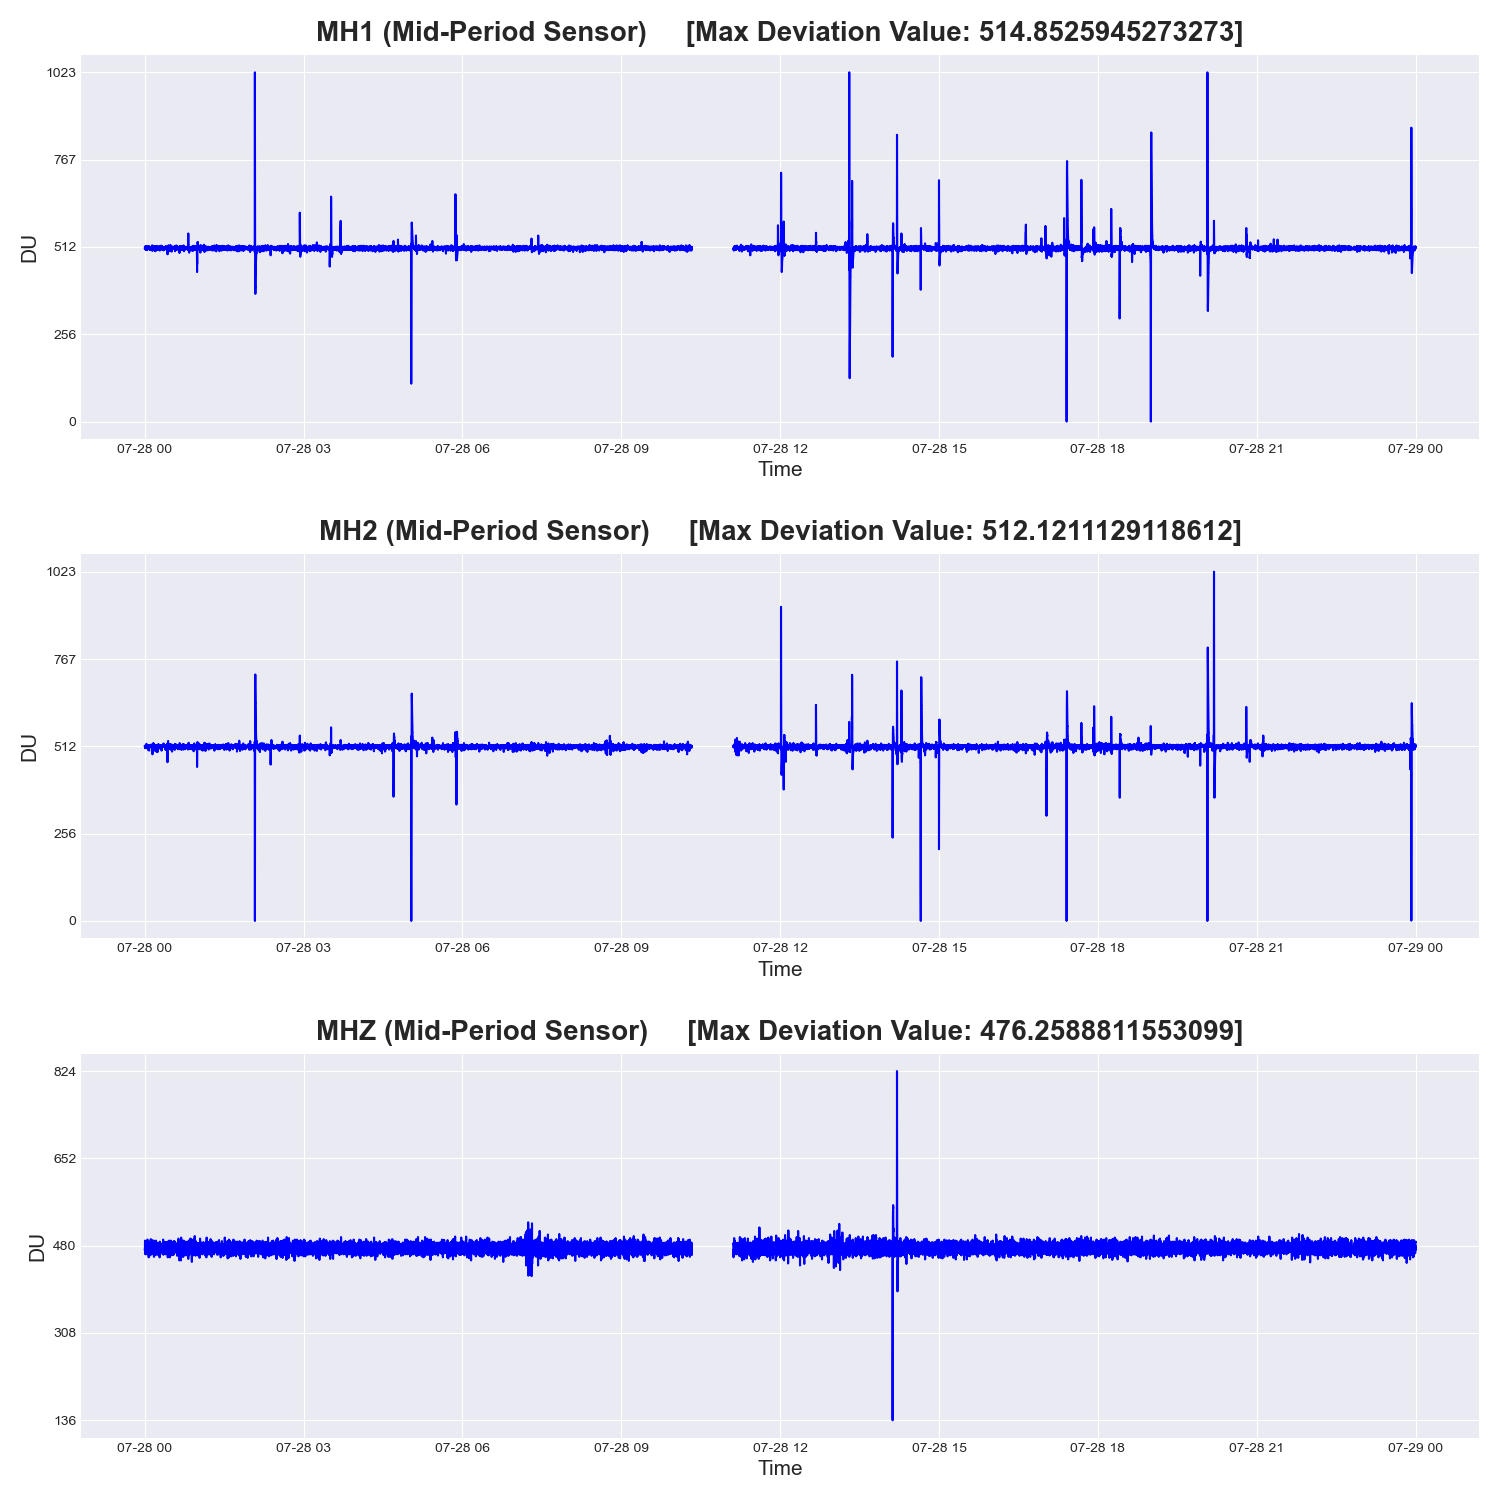 MH1 (Mid-Period Sensor) [Max Deviation Value: 514.8525945273273]
1023
767
512
256
0
DU
07-28 00 07-28 03 07-28 06 07-28 09 07-28 12 07-28 15 07-28 18 07-28 21 07-29 00
Time
MH2 (Mid-Period Sensor) [Max Deviation Value: 512.1211129118612]
1023
767
512
256
0
DU
07-28 00 07-28 03 07-28 06 07-28 09 07-28 12 07-28 15 07-28 18 07-28 21 07-29 00
Time
MHZ (Mid-Period Sensor) [Max Deviation Value: 476.2588811553099]
824
652
480
308
136
DU
07-28 00 07-28 03 07-28 06 07-28 09 07-28 12 07-28 15 07-28 18 07-28 21 07-29 00
Time